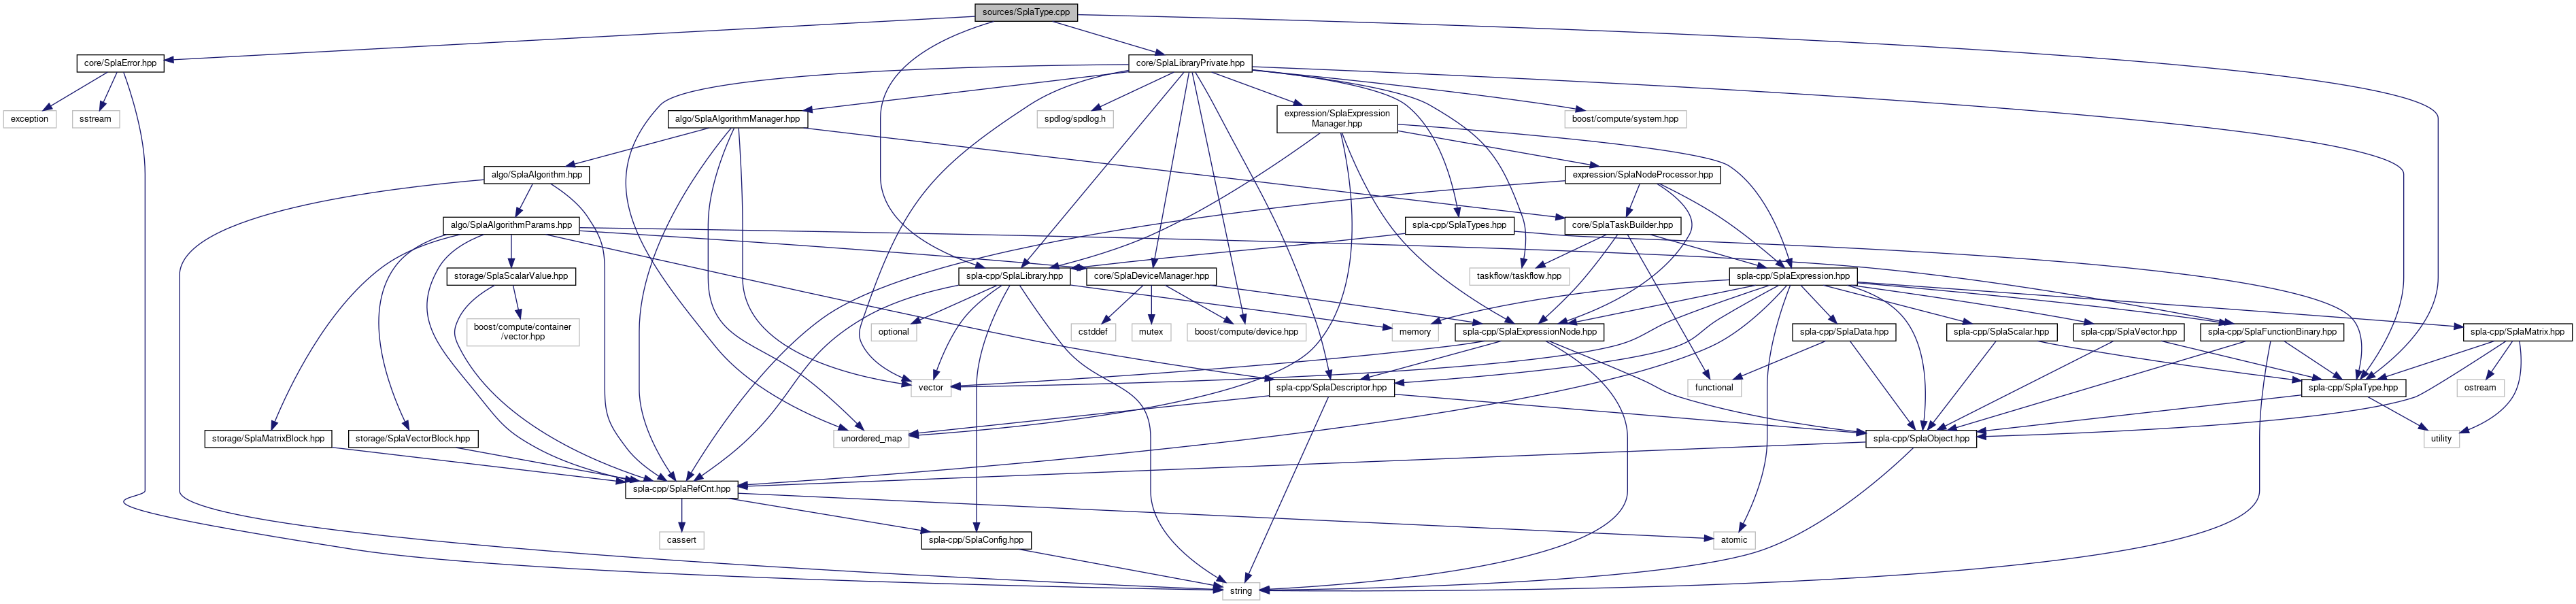 sources/SplaType.cpp
core/SplaError.hpp
core/SplaLibraryPrivate.hpp
exception
sstream
algo/SplaAlgorithmManager.hpp
spdlog/spdlog.h
expression/SplaExpression
Manager.hpp
boost/compute/system.hpp
algo/SplaAlgorithm.hpp
expression/SplaNodeProcessor.hpp
algo/SplaAlgorithmParams.hpp
spla-cpp/SplaTypes.hpp
core/SplaTaskBuilder.hpp
storage/SplaScalarValue.hpp
spla-cpp/SplaLibrary.hpp
core/SplaDeviceManager.hpp
taskflow/taskflow.hpp
spla-cpp/SplaExpression.hpp
boost/compute/container
/vector.hpp
optional
cstddef
mutex
boost/compute/device.hpp
memory
spla-cpp/SplaExpressionNode.hpp
spla-cpp/SplaData.hpp
spla-cpp/SplaScalar.hpp
spla-cpp/SplaVector.hpp
spla-cpp/SplaFunctionBinary.hpp
spla-cpp/SplaMatrix.hpp
vector
spla-cpp/SplaDescriptor.hpp
functional
spla-cpp/SplaType.hpp
ostream
storage/SplaMatrixBlock.hpp
storage/SplaVectorBlock.hpp
unordered_map
spla-cpp/SplaObject.hpp
utility
spla-cpp/SplaRefCnt.hpp
cassert
spla-cpp/SplaConfig.hpp
atomic
string